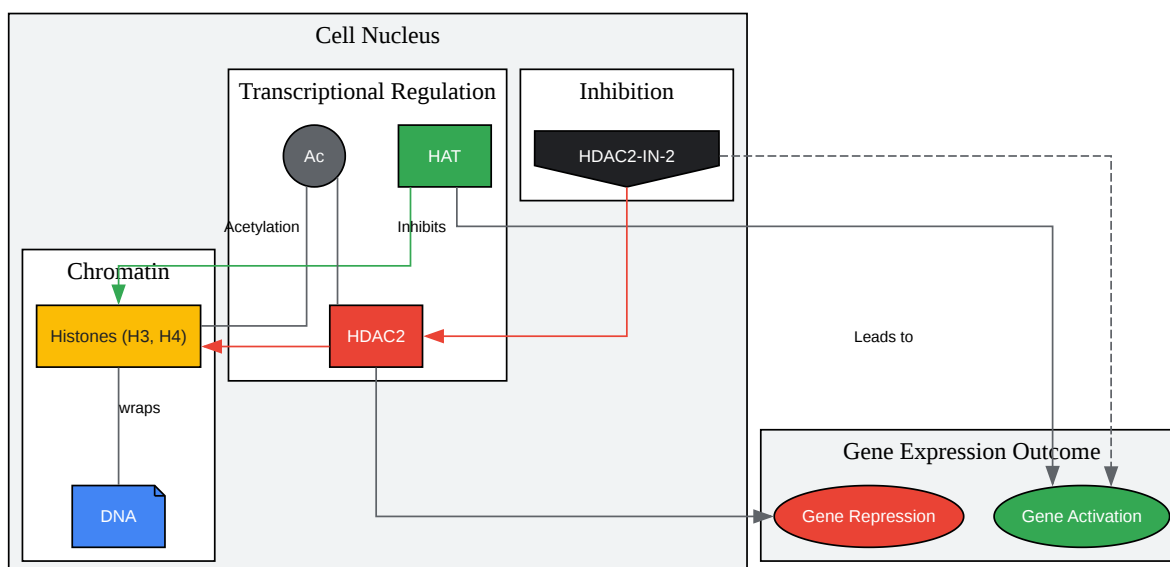 Cell Nucleus
Transcriptional Regulation
Inhibition
Ac
HAT
HDAC2-IN-2
Acetylation
Inhibits
Chromatin
Histones (H3, H4)
HDAC2
Leads to
wraps
Gene Expression Outcome
DNA
Gene Repression
Gene Activation